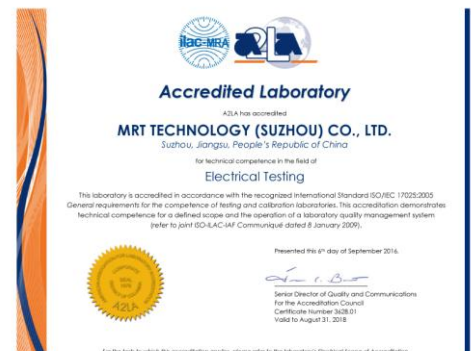 ilac-MRA
A2LA
Accredited Laboratory
A2LA has accredited
MRT TECHNOLOGY (SUZHOU) CO., LTD.
Suzhou, Jiangsu, People's Republic of China
for technical competence in the field of
Electrical Testing
This laboratory is accredited in accordance with the recognized International Standard ISO/IEC 17025:2005
General requirements for the competence of testing and calibration laboratories. This accreditation demonstrates
technical competence for a defined scope and the operation of a laboratory quality management system
(refer to joint ISO-ILAC-IAF Communiqué dated 8 January 2009).
Presented this 6th day of September 2016.
Senior Director of Quality and Communications
For the Accreditation Council
Certificate Number 3628.01
Valid to August 31, 2018
A2LA